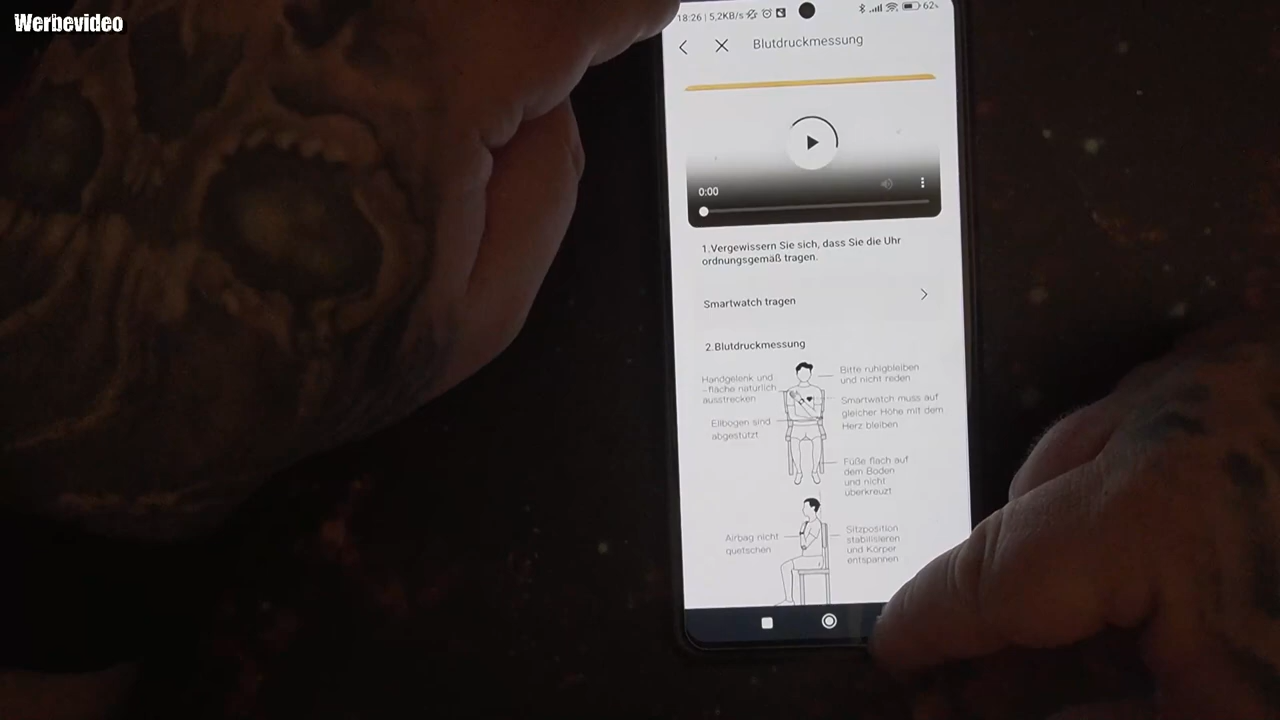 Werbevideo
18:26 | 5,2KB/s
62
Blutdruckmessung
0:00
1.Vergewissern Sie sich, dass Sie die Uhr
ordnungsgemäß tragen.
Smartwatch tragen
2.Blutdruckmessung
Handgelenk und
-fläche natürlich
ausstrecken
Bitte ruhigbleiben
und nicht reden
Smartwatch muss auf
gleicher Höhe mit dem
Herz bleiben
Ellbogen sind
abgestützt
Füße flach auf
dem Boden
und nicht
überkreuzt
Airbag nicht
quetschen
Sitzposition
stabilisieren
und Körper
entspannen